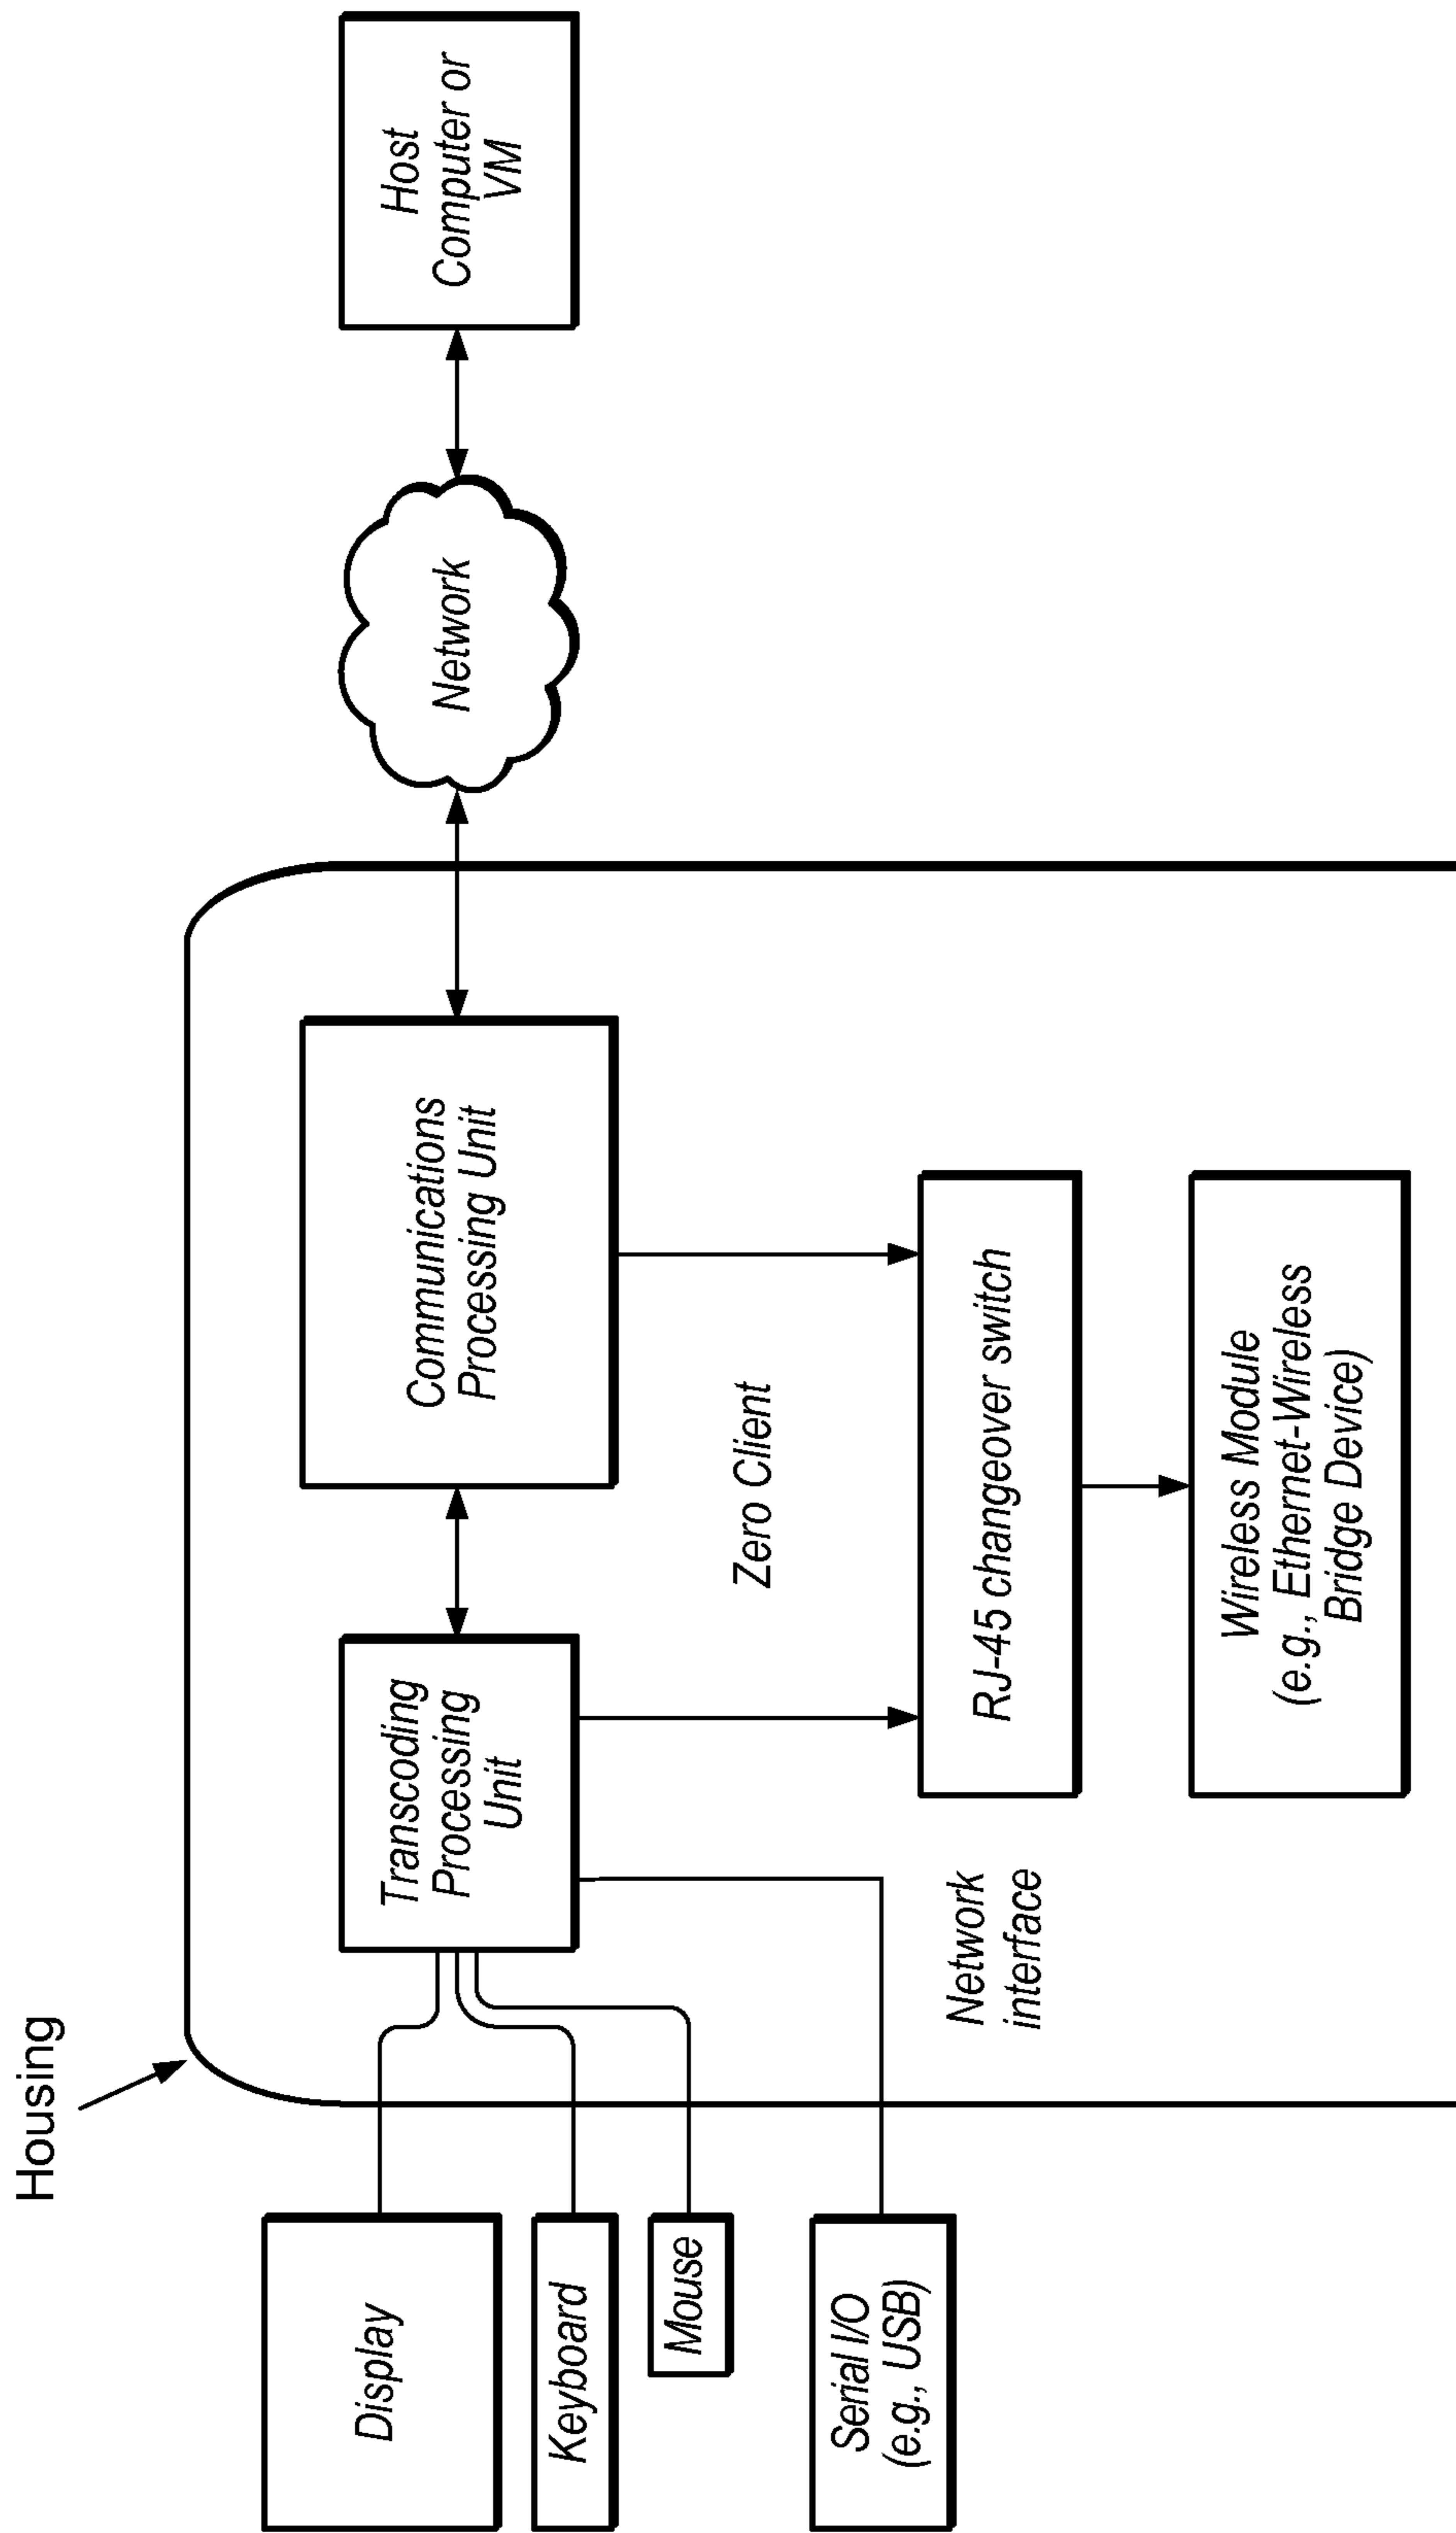 Housing
Display
Keyboard
Mouse
Serial I/O
(e.g., USB)
Transcoding
Processing
Unit
Network
interface
Communications
Processing Unit
Zero Client
RJ-45 changeover switch
Wireless Module
(e.g., Ethernet-Wireless
Bridge Device)
Network
Host
Computer or
VM